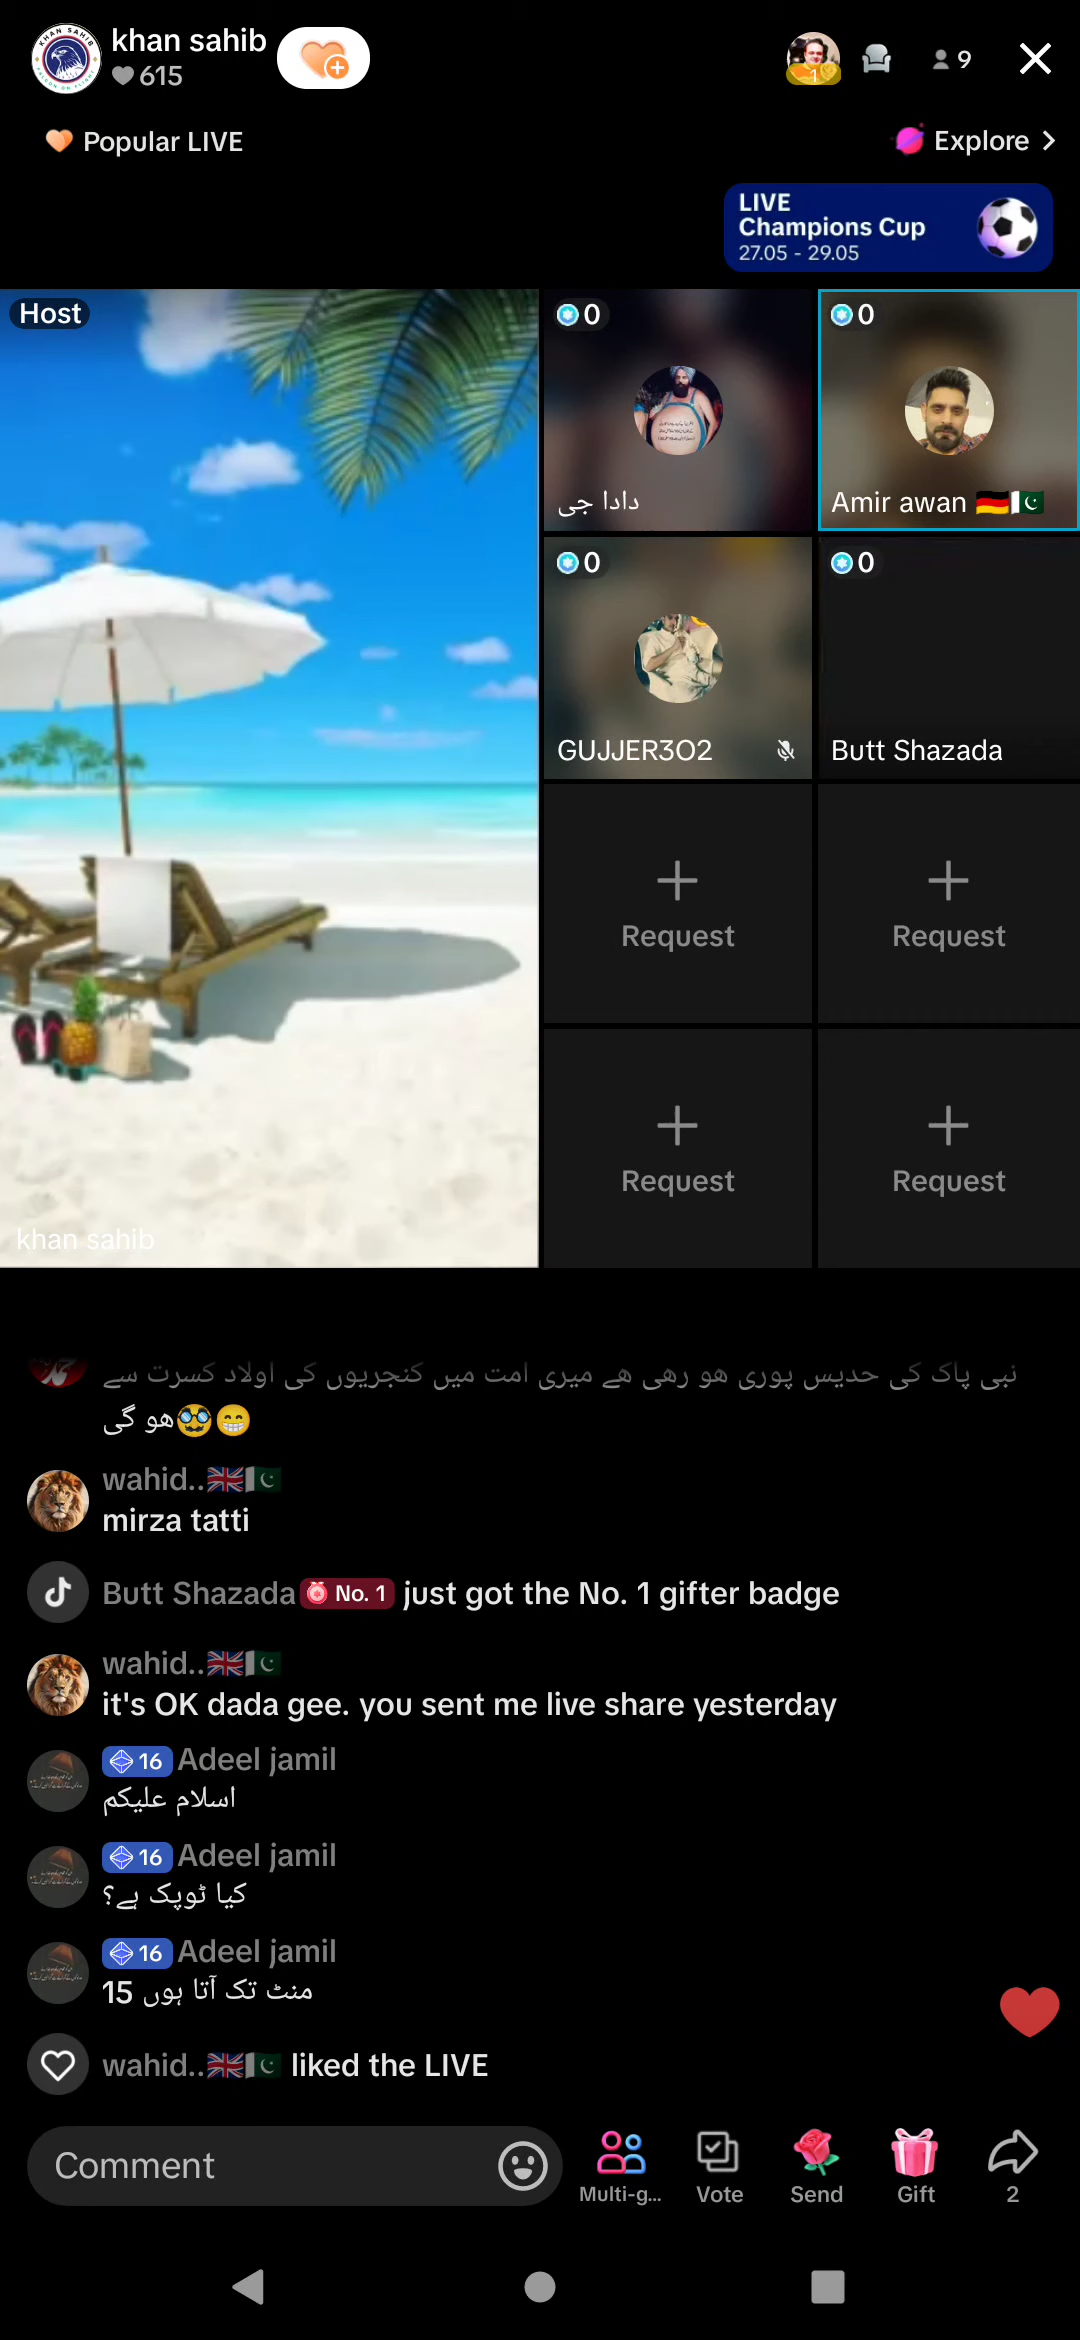 khan sahib
615
1
9
Popular LIVE
Explore
LIVE
Champions Cup
27.05 - 29.05
Host
0
0
دادا جی
Amir awan
0
0
GUJJER3O2
Butt Shazada
Request
Request
Request
Request
khan sahib
نبی پاک کی حدیس پوری ھو رھی ھے میری امت میں کنجریوں کی اولاد کسرت سے
ھو گی🥸😁
wahid..🇬🇧🇵🇰
mirza tatti
Butt Shazada No. 1 just got the No. 1 gifter badge
wahid..🇬🇧🇵🇰
it's OK dada gee. you sent me live share yesterday
16 Adeel jamil
اسلام علیکم
16 Adeel jamil
کیا ٹوپک ہے؟
16 Adeel jamil
15 منٹ تک آتا ہوں
wahid..🇬🇧🇵🇰 liked the LIVE
Comment
Multi-g...
Vote
Send
Gift
2